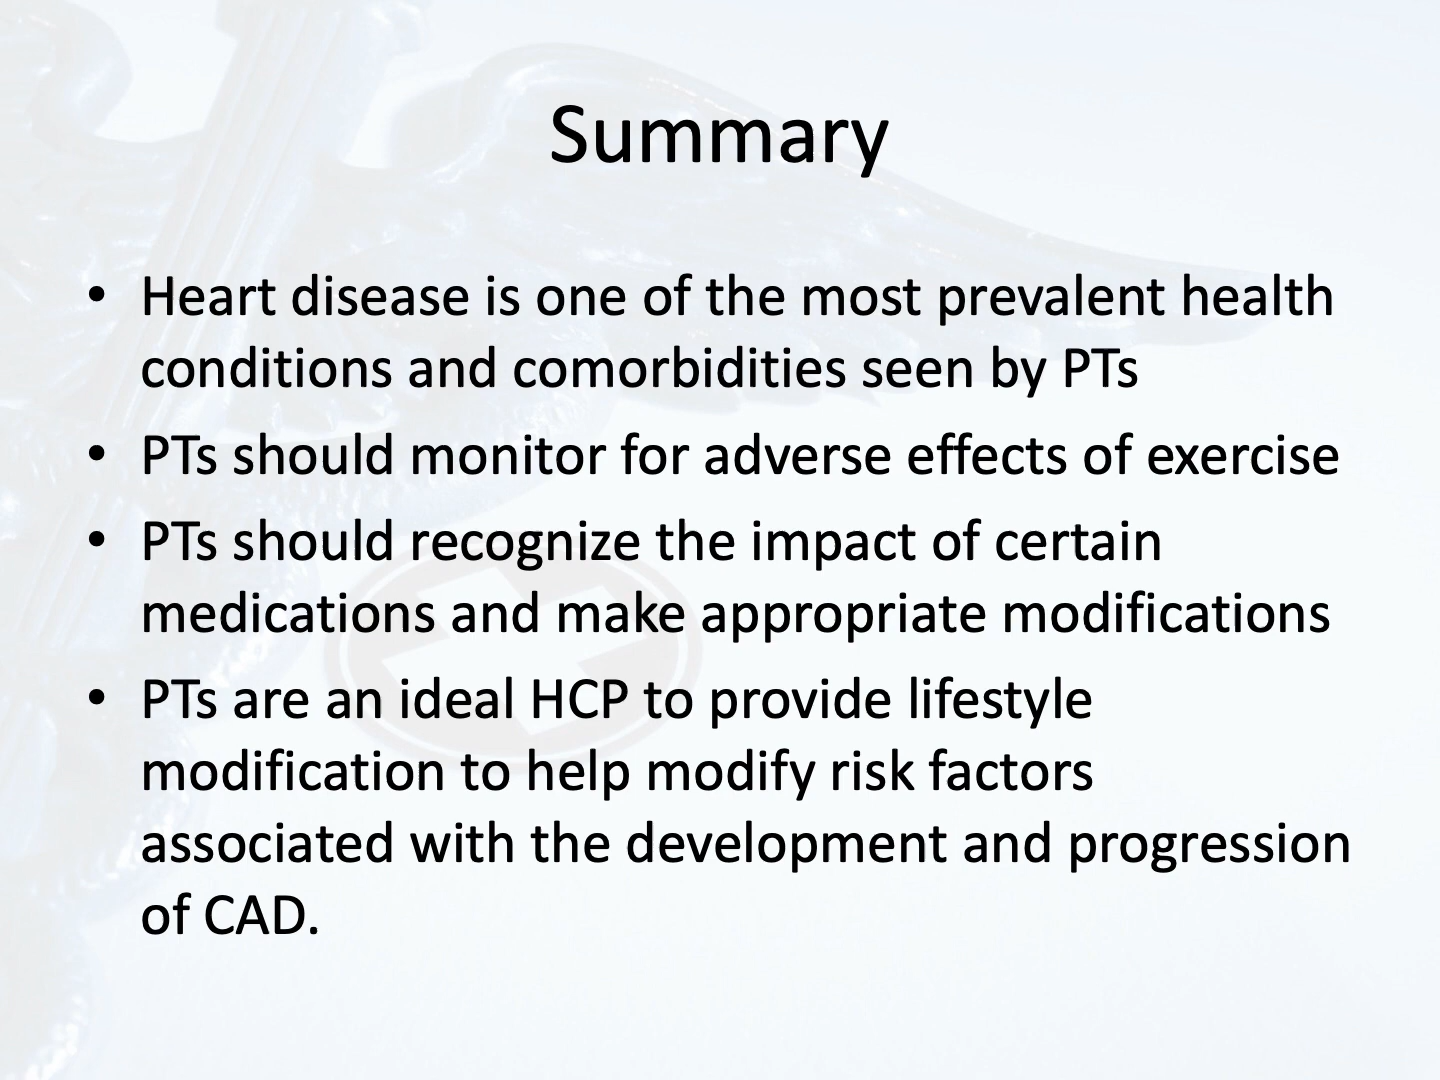 Summary
• Heart disease is one of the most prevalent health
conditions and comorbidities seen by PTs
• PTs should monitor for adverse effects of exercise
• PTs should recognize the impact of certain
medications and make appropriate modifications
• PTs are an ideal HCP to provide lifestyle
modification to help modify risk factors
associated with the development and progression
of CAD.